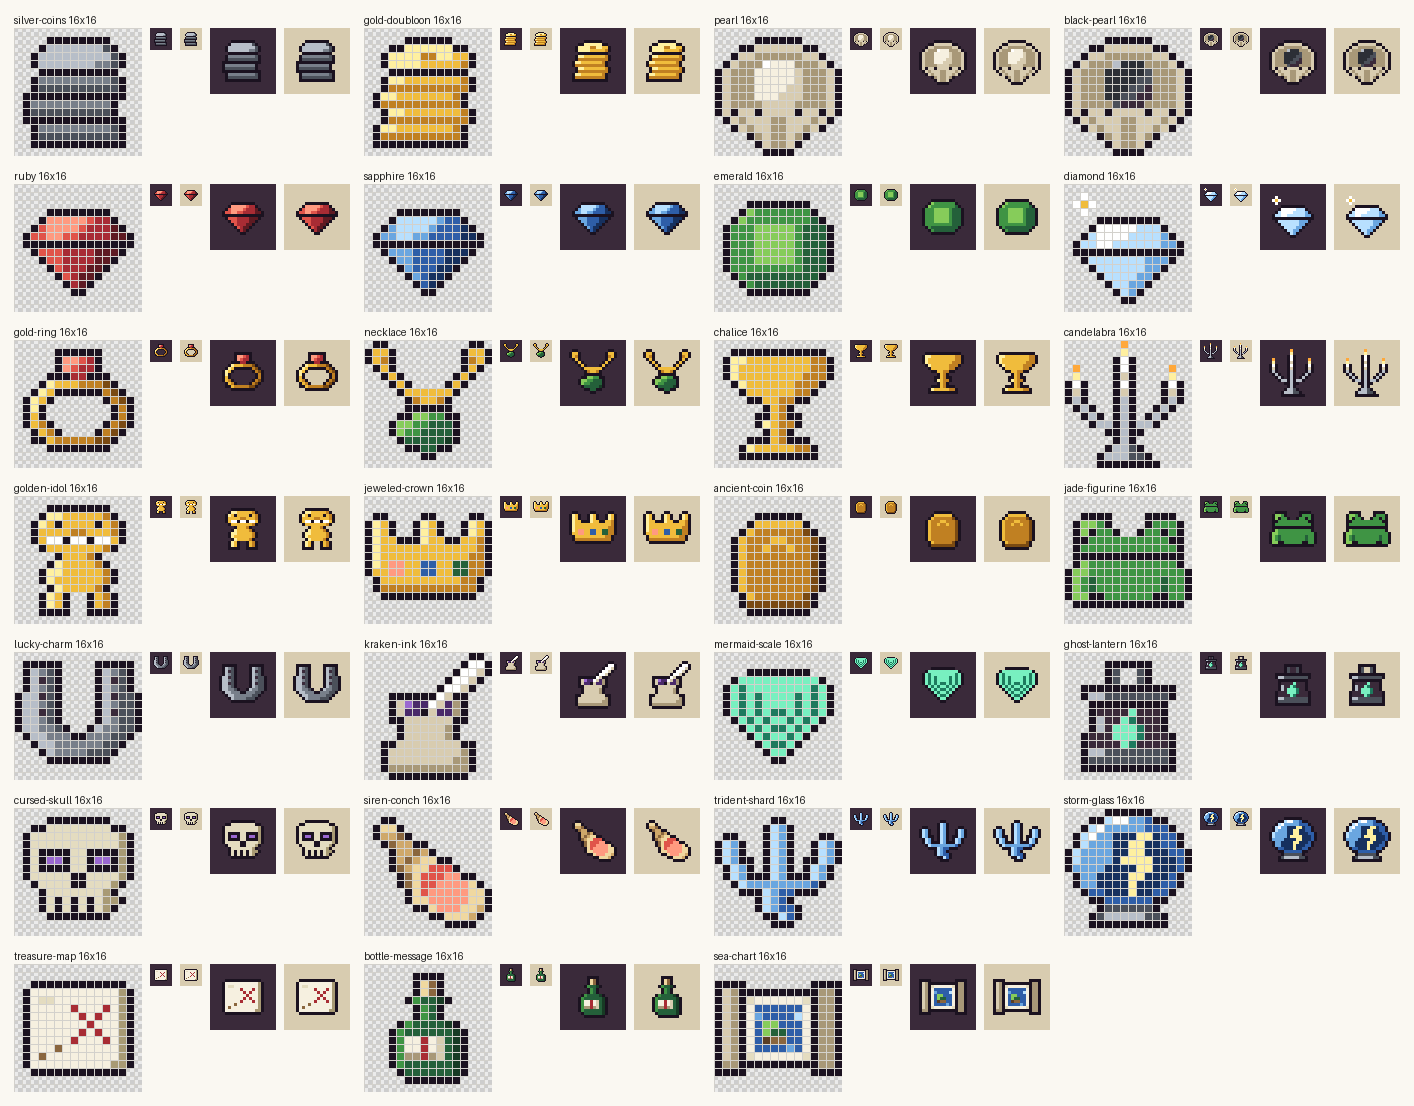 silver-coins 16x16
gold-doubloon 16x16
pearl 16x16
black-pearl 16x16
ruby 16x16
sapphire 16x16
emerald 16x16
diamond 16x16
gold-ring 16x16
necklace 16x16
chalice 16x16
candelabra 16x16
golden-idol 16x16
jeweled-crown 16x16
ancient-coin 16x16
jade-figurine 16x16
lucky-charm 16x16
kraken-ink 16x16
mermaid-scale 16x16
ghost-lantern 16x16
cursed-skull 16x16
siren-conch 16x16
trident-shard 16x16
storm-glass 16x16
treasure-map 16x16
bottle-message 16x16
sea-chart 16x16